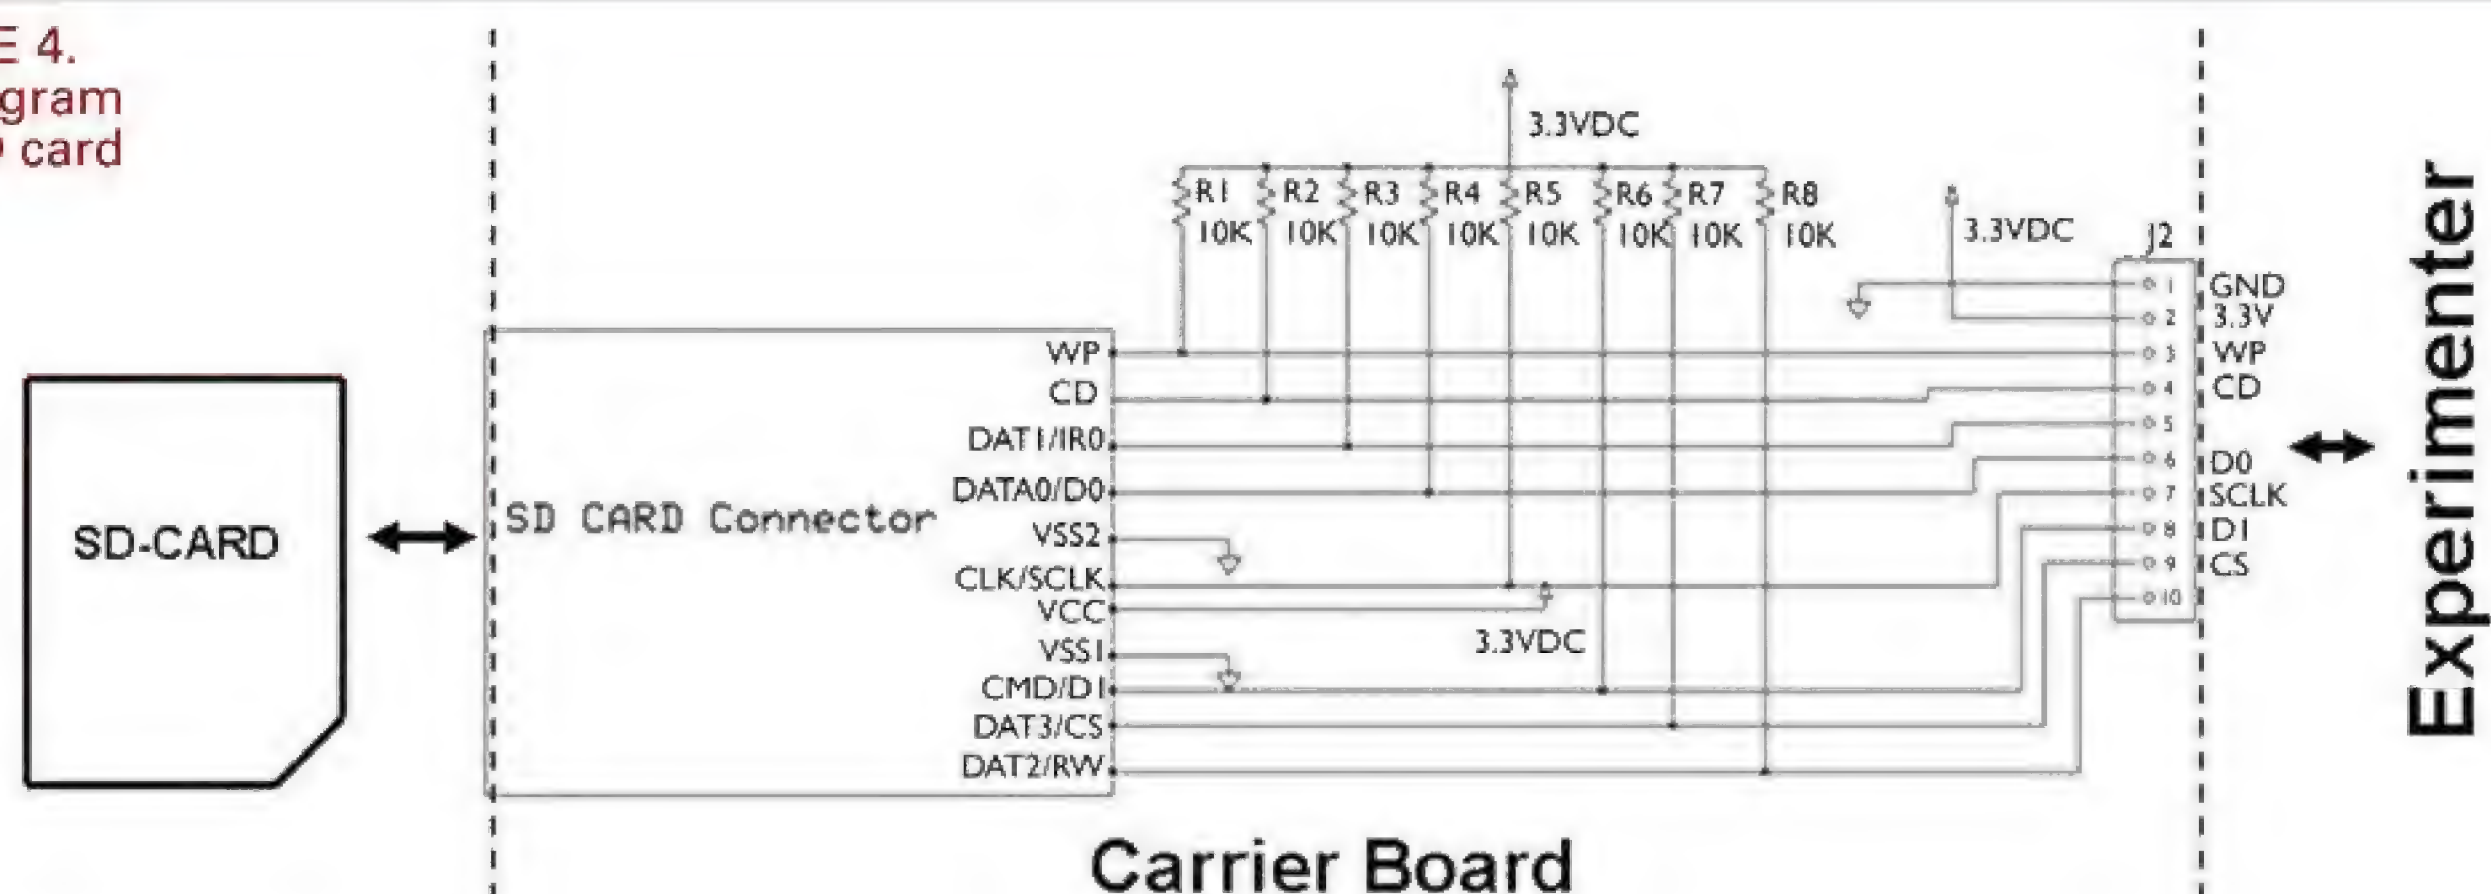 E 4.
gram
card
3.3VDC
R1 R2 R3 R4 R5 R6 R7 R8
10K 10K 10K 10K 10K 10K 10K 10K
3.3VDC
J2
1 GND
2 3.3V
3 WP
4 CD
5
6 D0
7 SCLK
8 D1
9 CS
10
WP
CD
DAT1/IR0
DATA0/D0
VSS2
CLK/SCLK
VCC
3.3VDC
VSS1
CMD/D1
DAT3/CS
DAT2/RW
SD CARD Connector
SD-CARD
Experimenter
Carrier Board